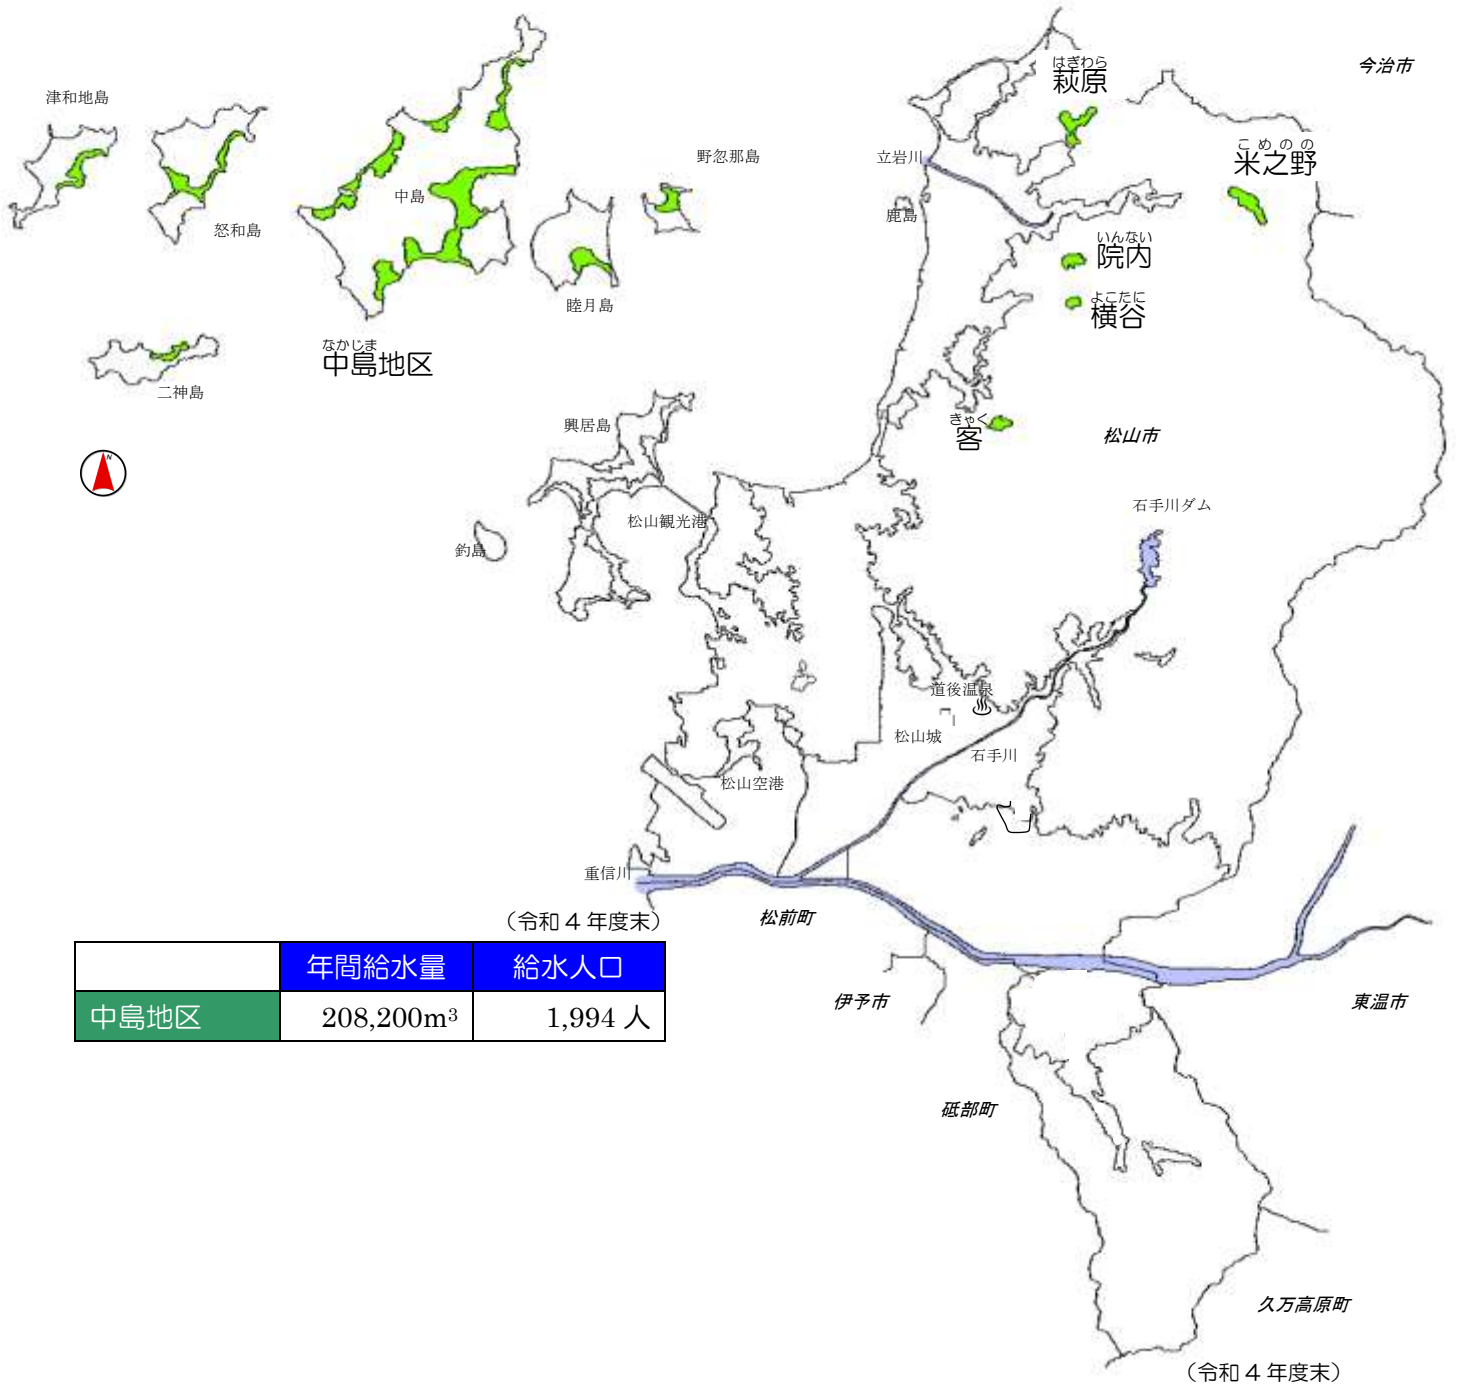 今治市
はぎわら
萩原
津和地島
こめのの
米之野
野忽那島
立岩川
中島
鹿島
怒和島
いんない
院内
よこたに
横谷
睦月島
なかじま
中島地区
二神島
きゃく
客
興居島
松山市
N
石手川ダム
松山観光港
釣島
道後温泉
松山城
石手川
松山空港
重信川
(令和4年度末)
松前町
年間給水量 給水人口
中島地区 208,200m³ 1,994人
伊予市
東温市
砥部町
久万高原町
(令和4年度末)